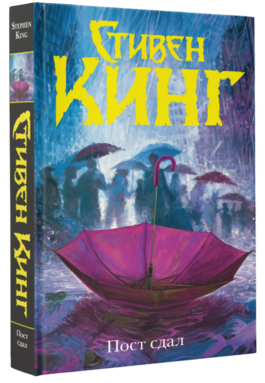 STEPHEN
KING
Стивен Кинг
Пост
сдал
СТИВЕН
КИНГ
Пост сдал